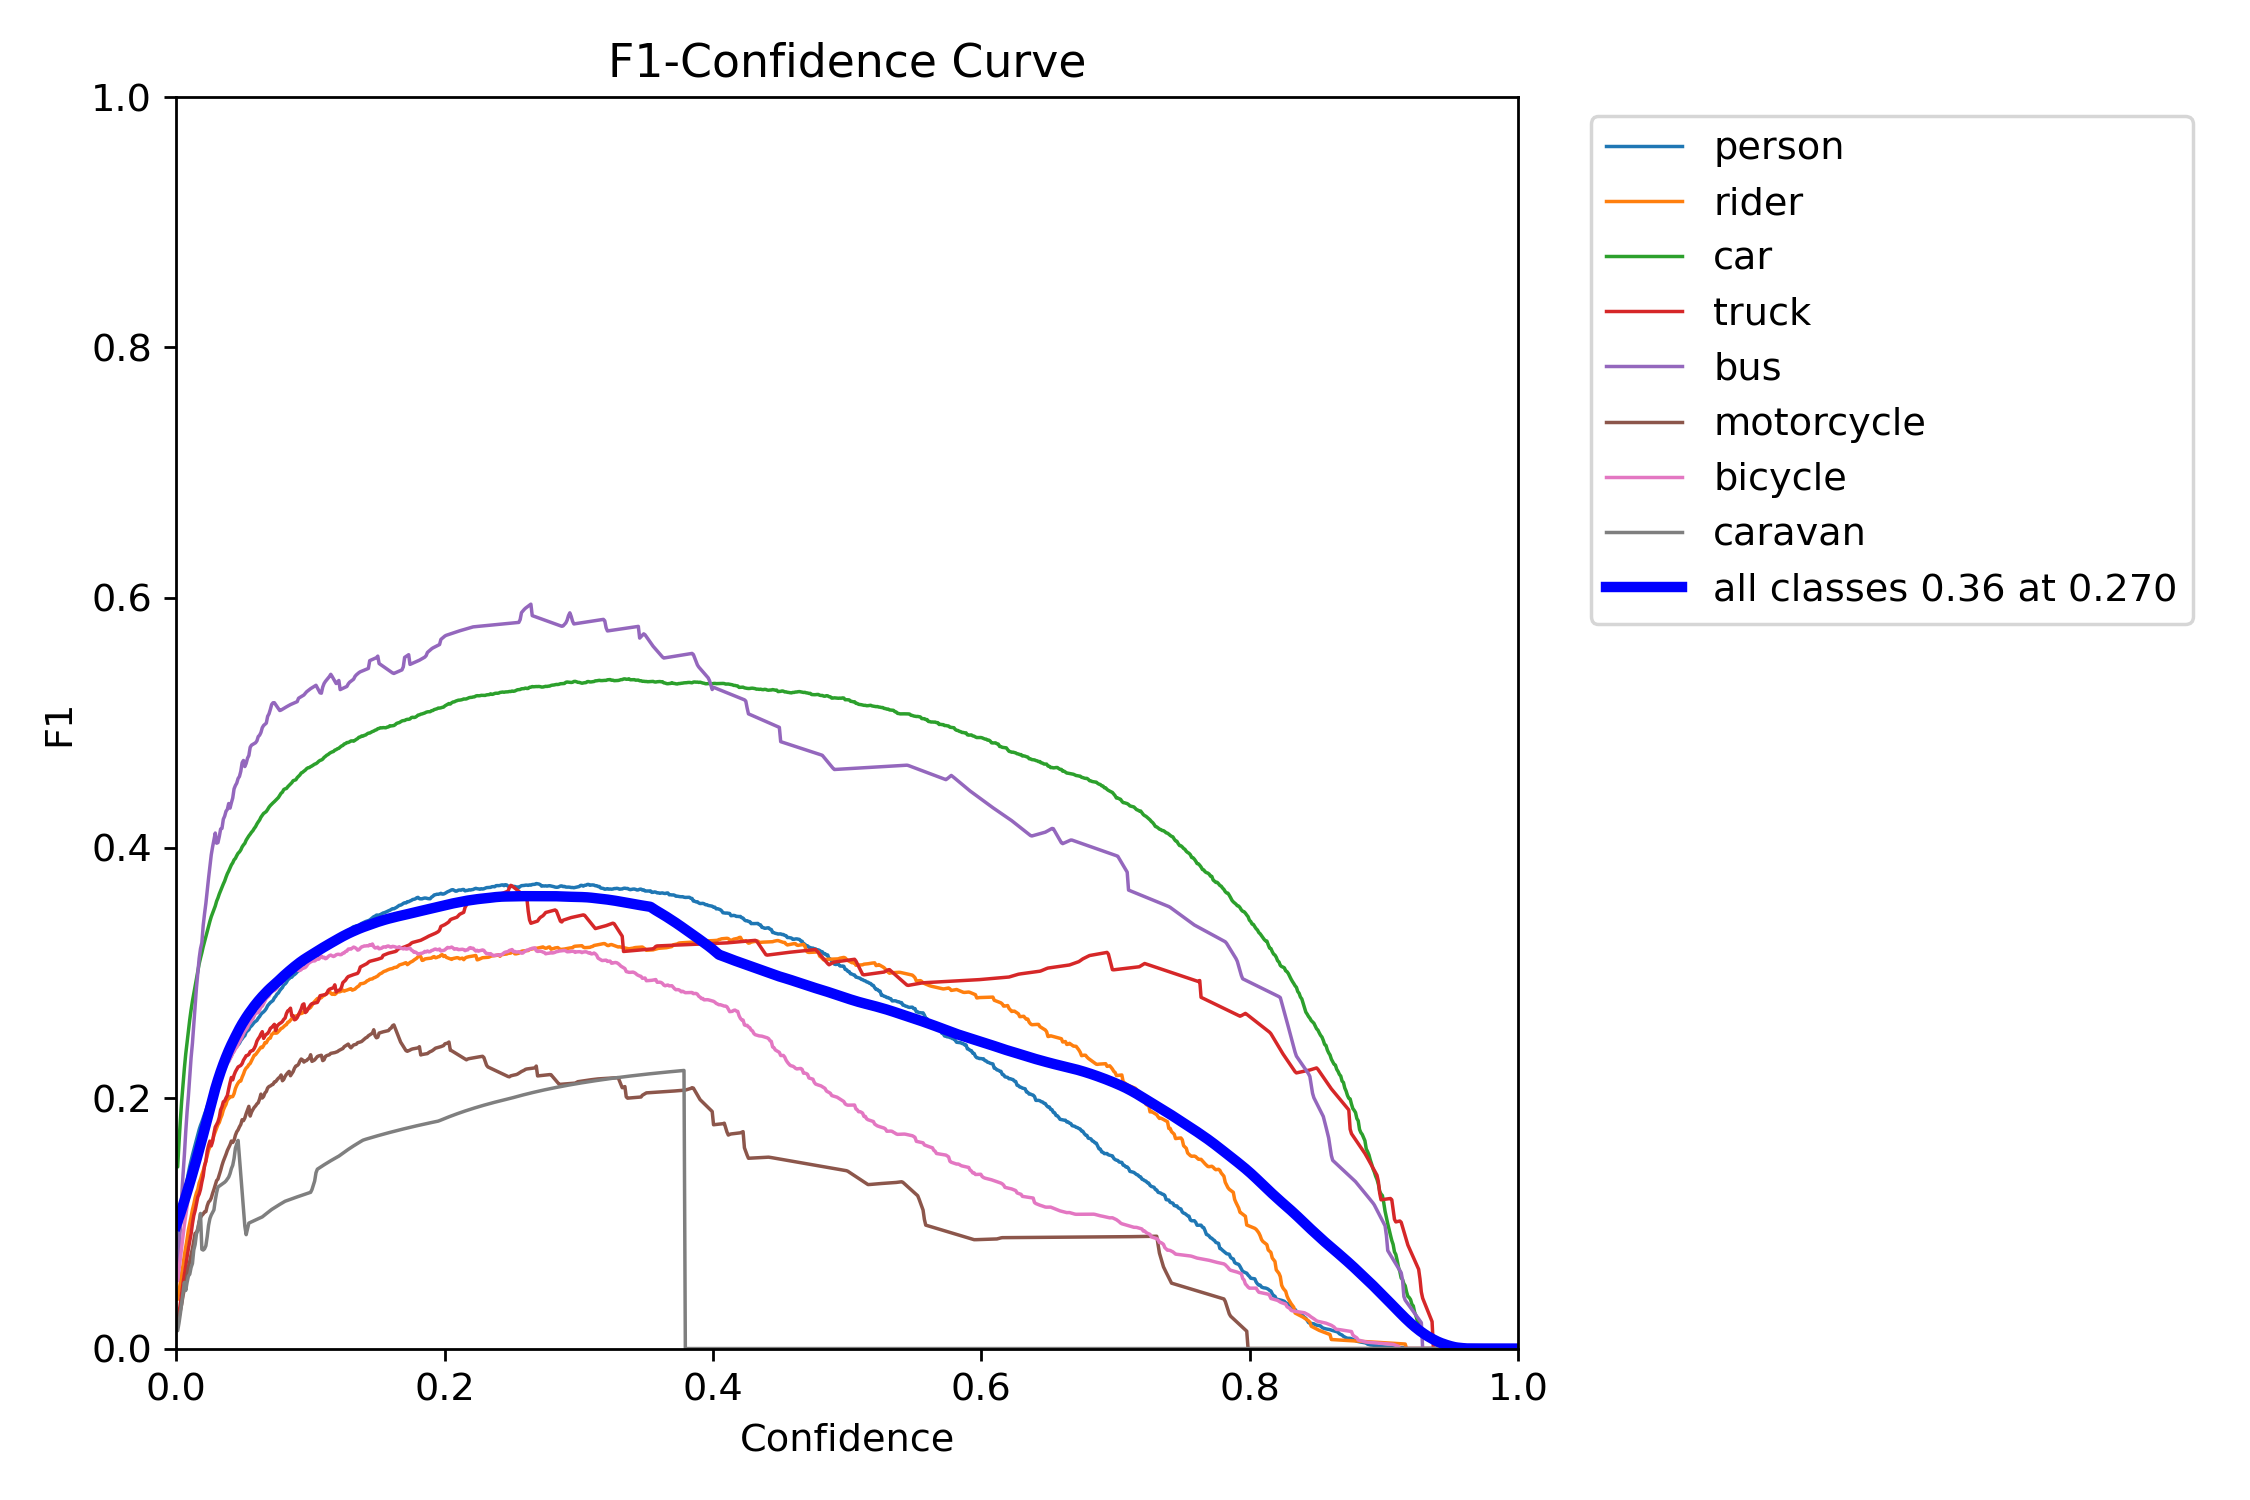 F1-Confidence Curve
1.0
0.8
0.6
0.4
0.2
0.0
F1
0.0 0.2 0.4 0.6 0.8 1.0
Confidence
person
rider
car
truck
bus
motorcycle
bicycle
caravan
all classes 0.36 at 0.270